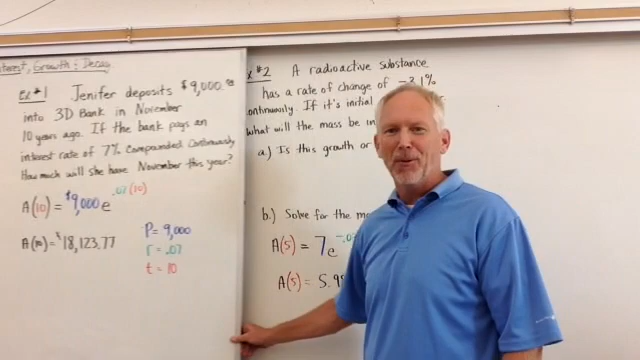 Interest, Growth & Decay
ex #1 Jenifer deposits $9,000.00
into 3D Bank in November
10 years ago. If the bank pays an
interest rate of 7% Compounded Continuously
How much will she have November this year?
A(10) = $9,000 e^.07(10)
A(10) = $18,123.77
P = 9,000
r = .07
t = 10
ex #2 A radioactive substance
has a rate of change of -3.1%
continuously. If it's initial
what will the mass be in
a.) Is this growth or
b.) Solve for the
A(5) = 7e
A(5) =